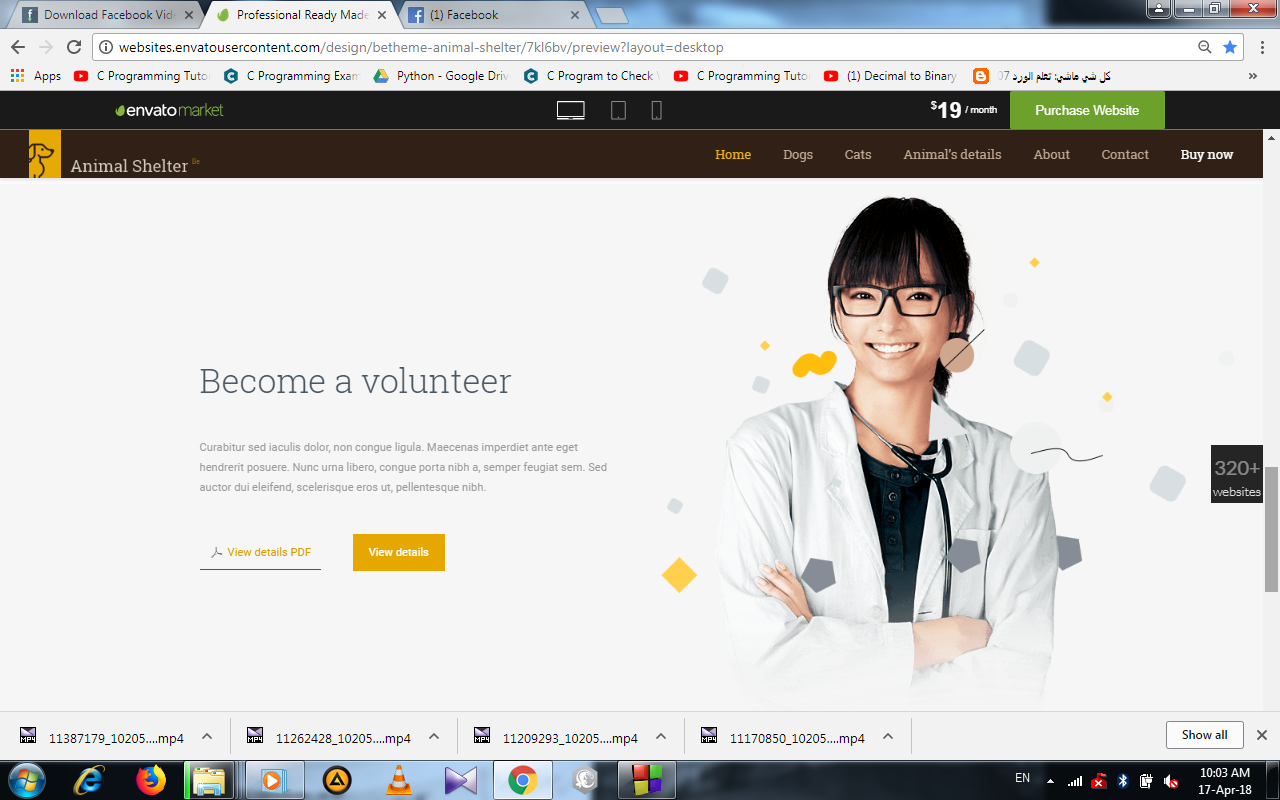 Download Facebook Vid
Professional Ready Made
(1) Facebook
websites.envatousercontent.com/design/betheme-animal-shelter/7kl6bv/preview?layout=desktop
Apps
C Programming Tuto
C Programming Exam
Python - Google Driv
C Program to Check
C Programming Tuto
(1) Decimal to Binary
كل شي هاشي: تعلم الورد 07
»
envatomarket
$19 / month
Purchase Website
Animal Shelter Be
Home Dogs Cats Animal's details About Contact Buy now
Become a volunteer
Curabitur sed iaculis dolor, non congue ligula. Maecenas imperdiet ante eget
hendrerit posuere. Nunc urna libero, congue porta nibh a, semper feugiat sem. Sed
auctor dui eleifend, scelerisque eros ut, pellentesque nibh.
View details PDF
View details
320+
websites
11387179_10205....mp4
11262428_10205....mp4
11209293_10205....mp4
11170850_10205....mp4
Show all
EN
10:03 AM
17-Apr-18